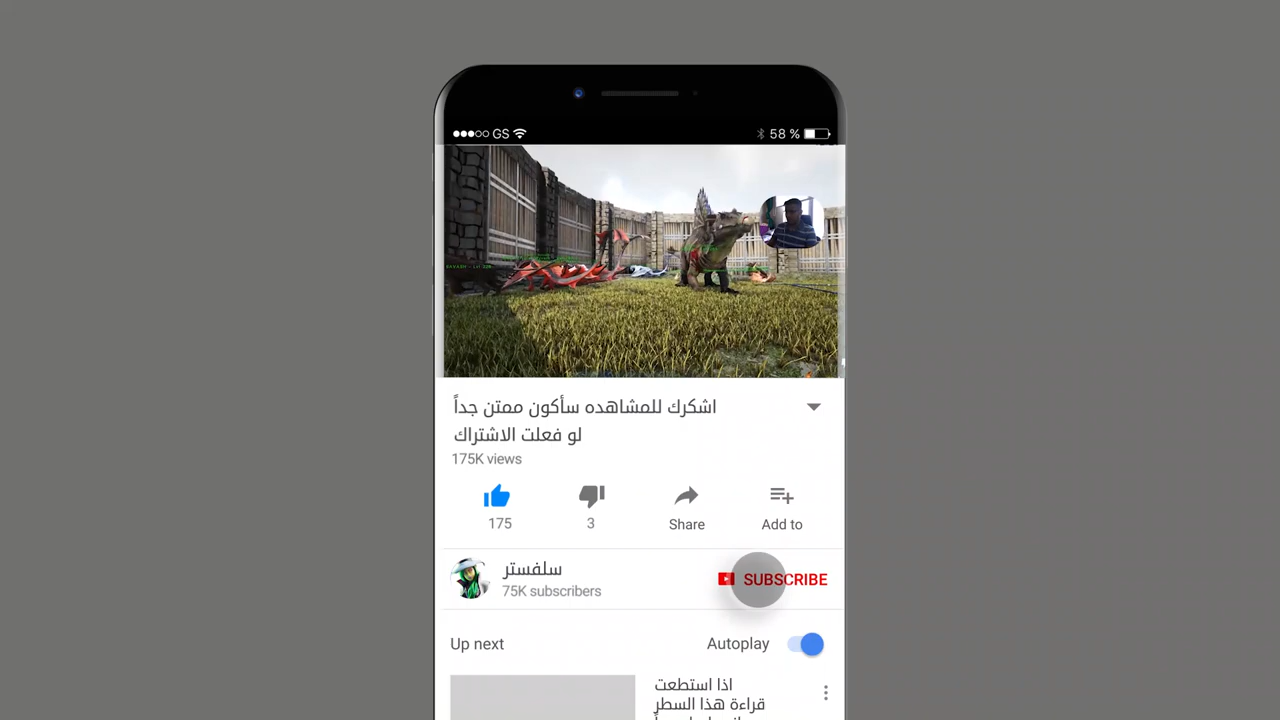 GS
58 %
اشكرك للمشاهده سأكون ممتن جداً
لو فعلت الاشتراك
175K views
175
3
Share
Add to
سلفستر
75K subscribers
SUBSCRIBE
Up next
Autoplay
اذا استطعت
قراءة هذا السطر